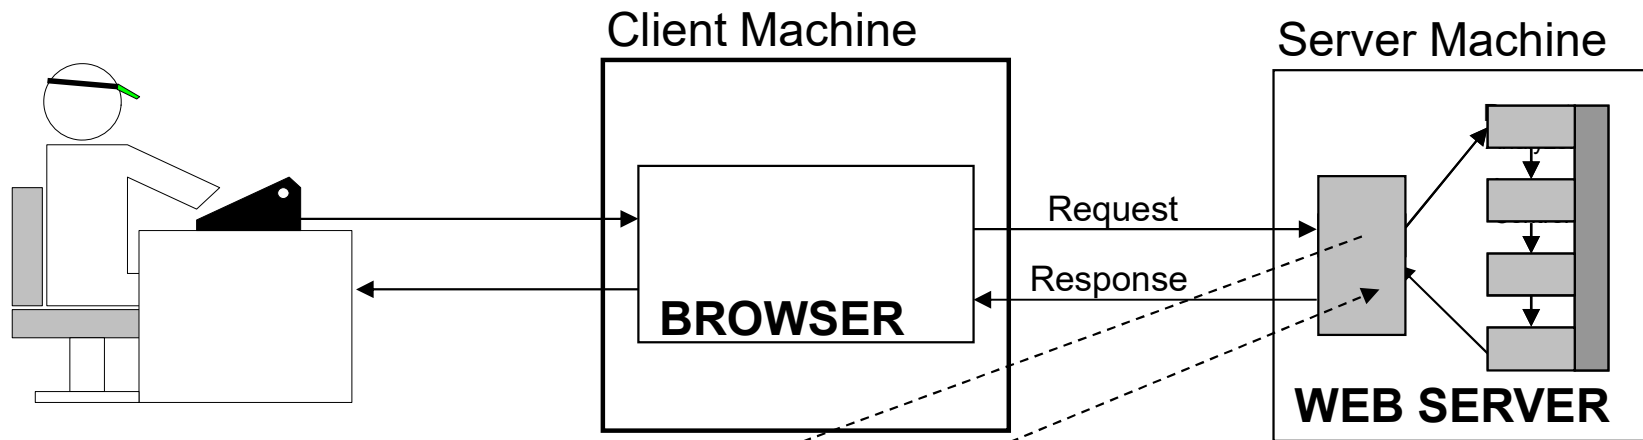 Client Machine
Server Machine
Request
Response
BROWSER
WEB SERVER